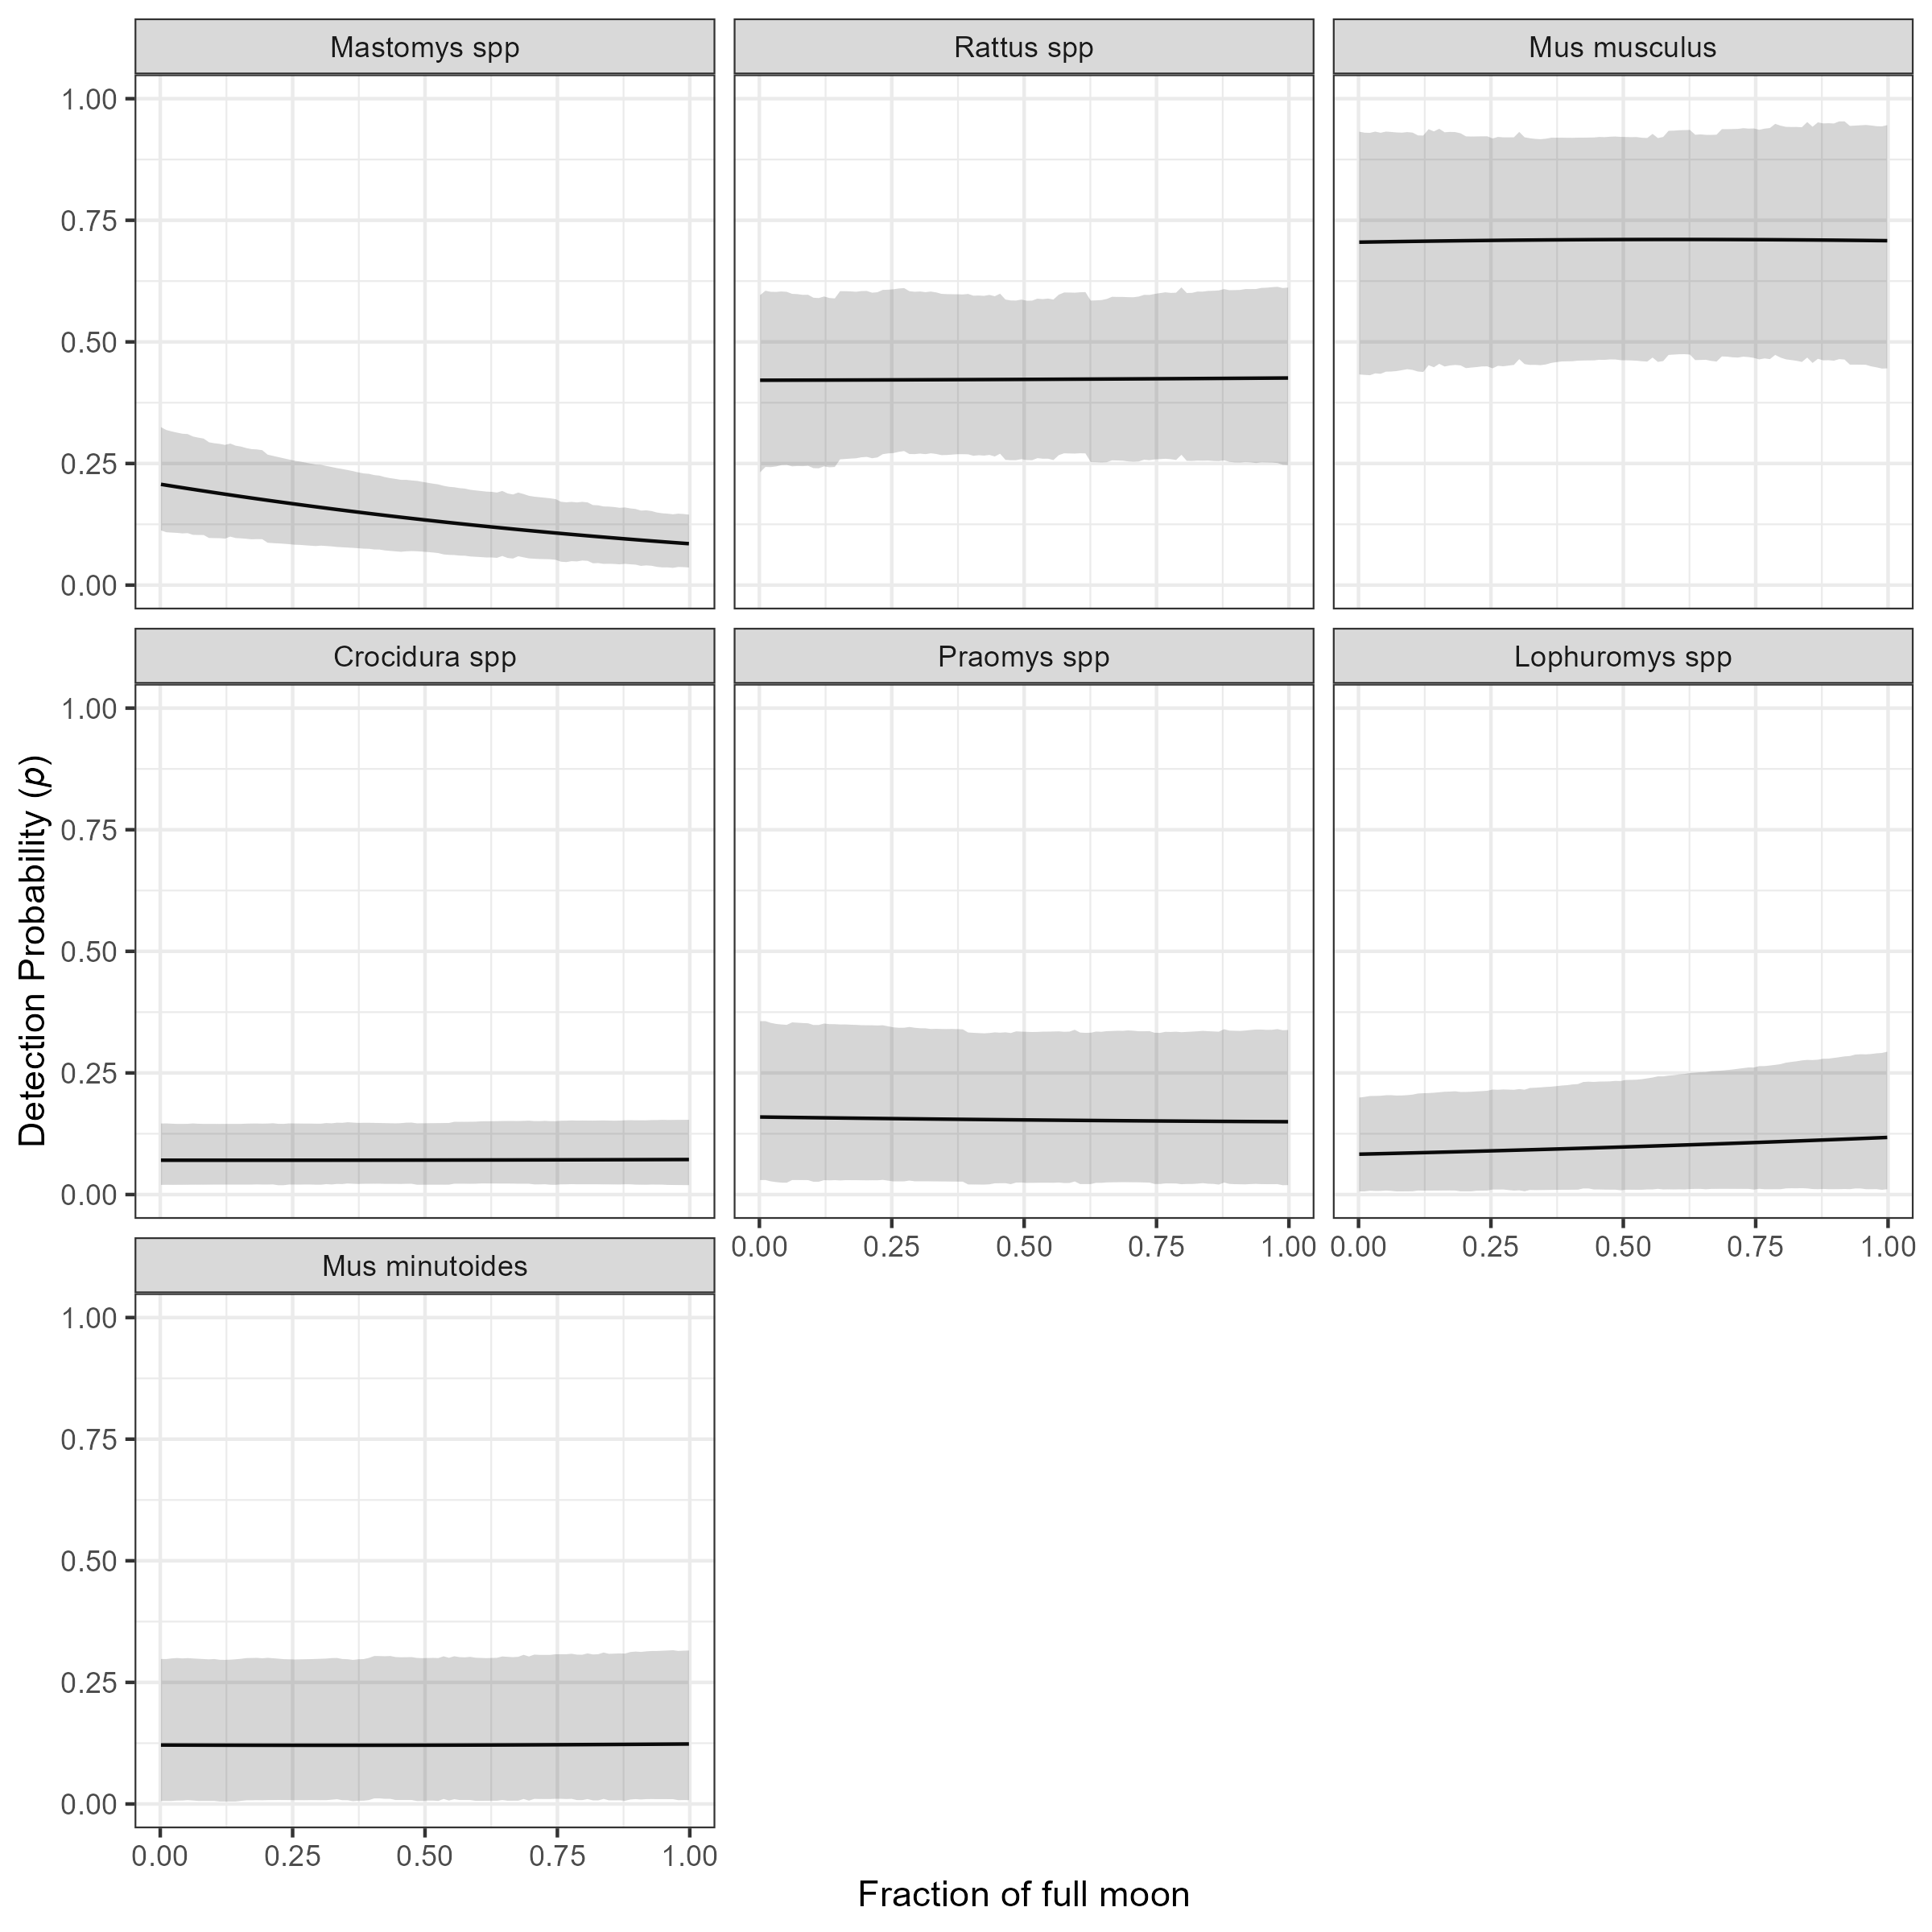 Mastomys spp
Rattus spp
Mus musculus
1.00
0.75
0.50
0.25
0.00
Crocidura spp
Praomys spp
Lophuromys spp
1.00
0.75
0.50
0.25
0.00
0.00 0.25 0.50 0.75 1.00
0.00 0.25 0.50 0.75 1.00
Mus minutoides
1.00
0.75
0.50
0.25
0.00
0.00 0.25 0.50 0.75 1.00
Detection Probability (p)
Fraction of full moon